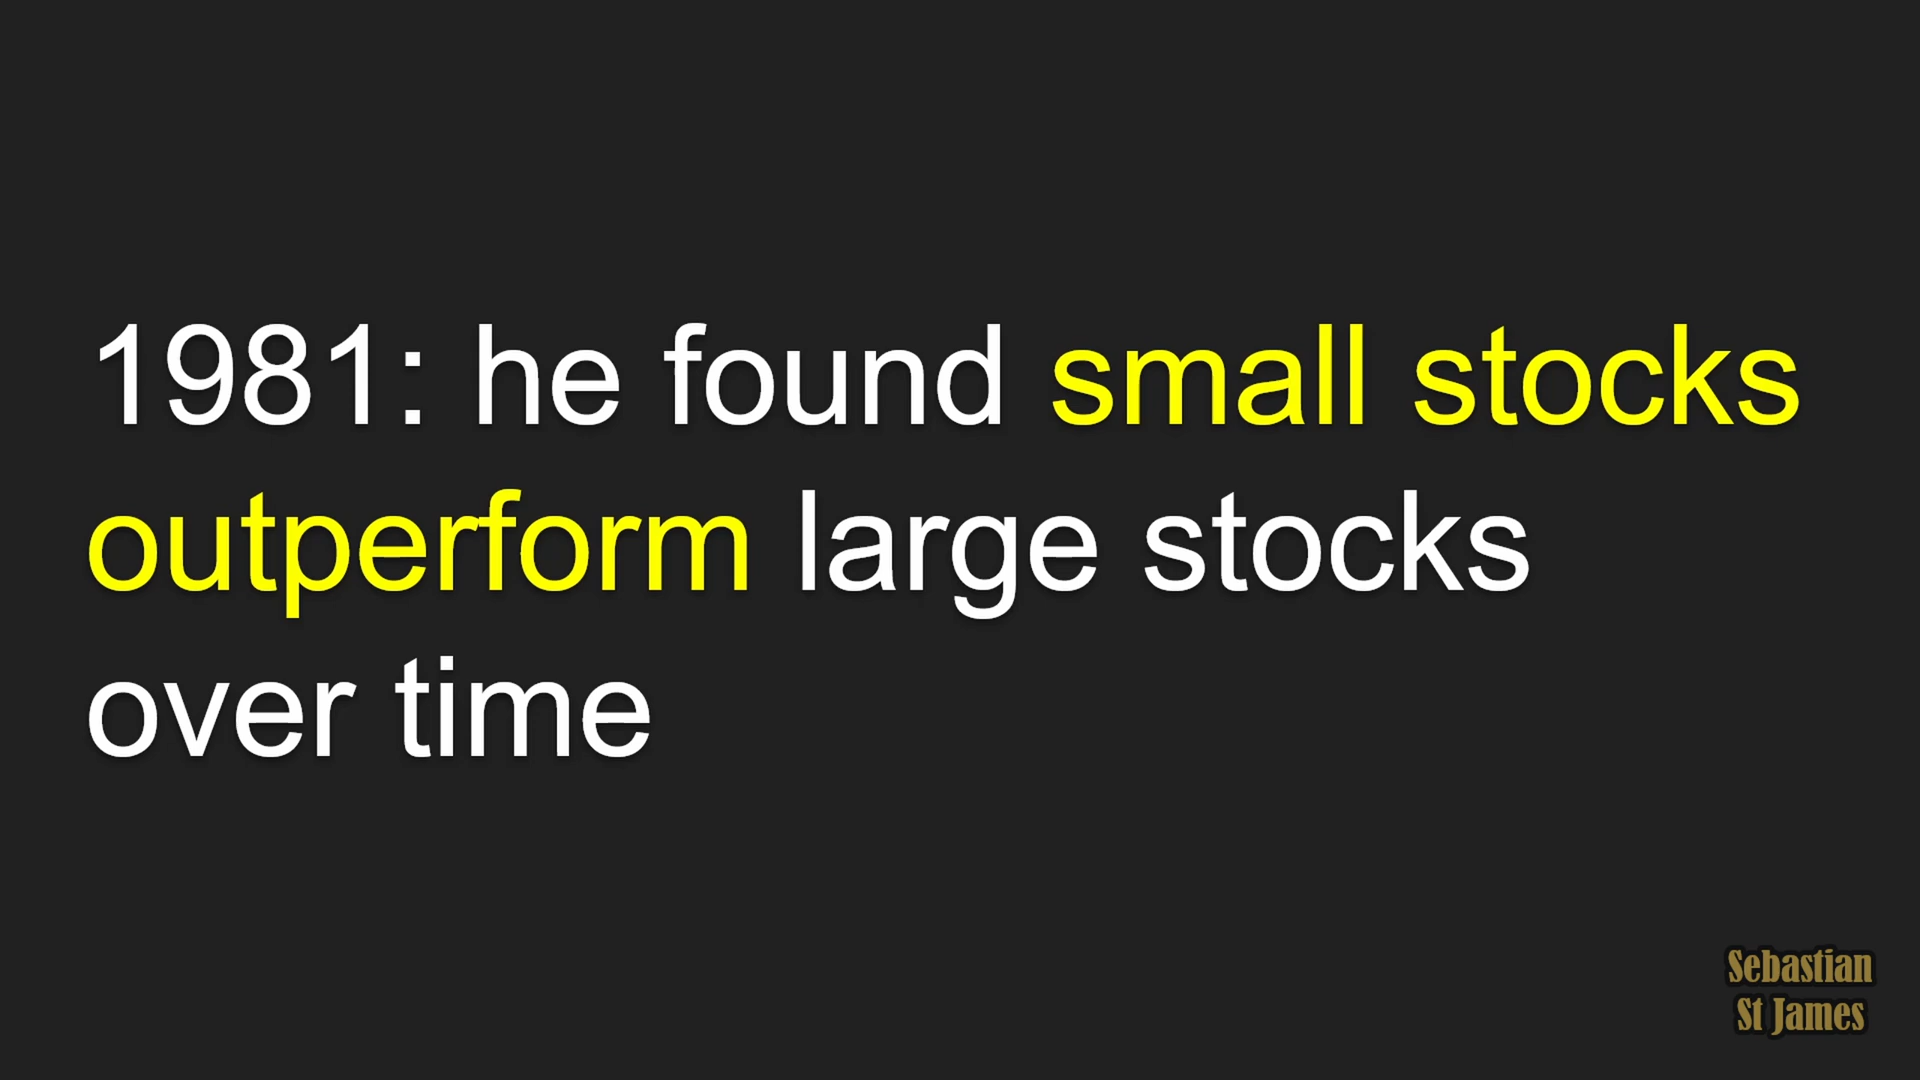 1981: he found small stocks
outperform large stocks
over time
Sebastian
St James